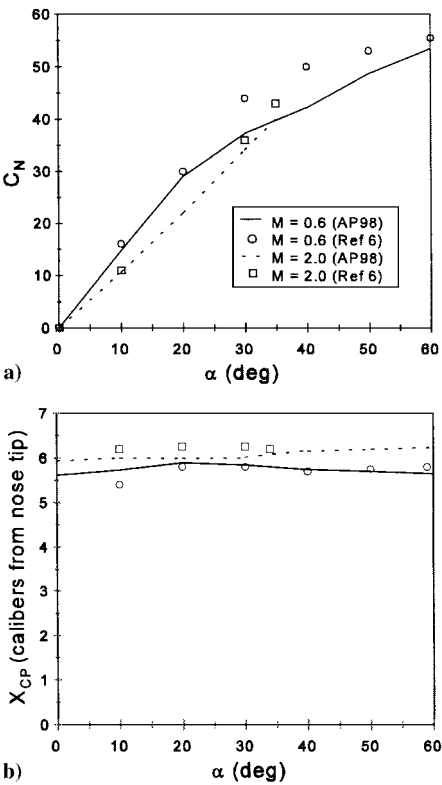 60
50
40
30
20
10
0
C_N
M = 0.6 (AP98)
M = 0.6 (Ref 6)
M = 2.0 (AP98)
M = 2.0 (Ref 6)
0 10 20 30 40 50 60
a) α (deg)
7
6
5
4
3
2
1
0
X_CP (calibers from nose tip)
0 10 20 30 40 50 60
b) α (deg)